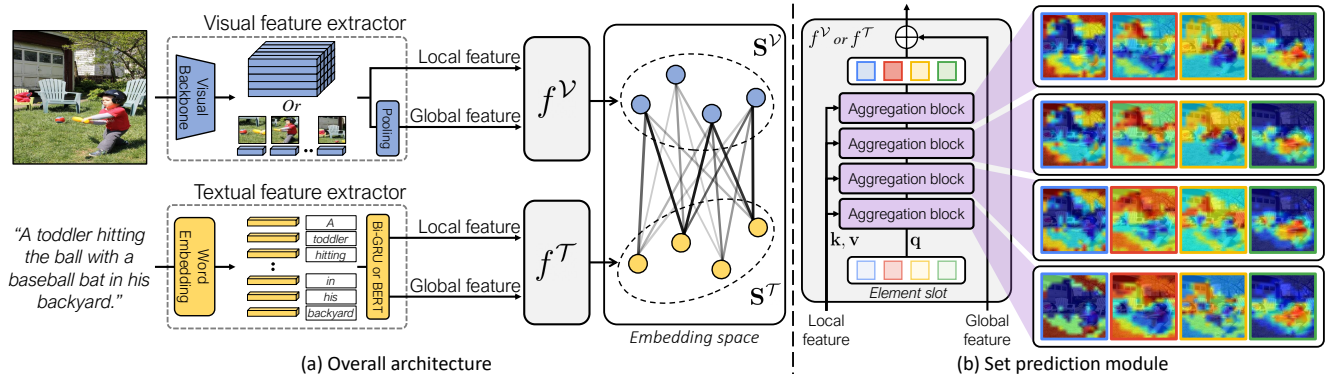 Visual feature extractor
Visual
Backbone
Or
Pooling
Local feature
Global feature
f^V
S^V
Textual feature extractor
"A toddler hitting
the ball with a
baseball bat in his
backyard."
Word
Embedding
A
toddler
hitting
in
his
backyard
Bi-GRU or BERT
Local feature
Global feature
f^T
S^T
Embedding space
(a) Overall architecture
f^V or f^T
Aggregation block
Aggregation block
Aggregation block
Aggregation block
k, v
q
Element slot
Local
feature
Global
feature
(b) Set prediction module